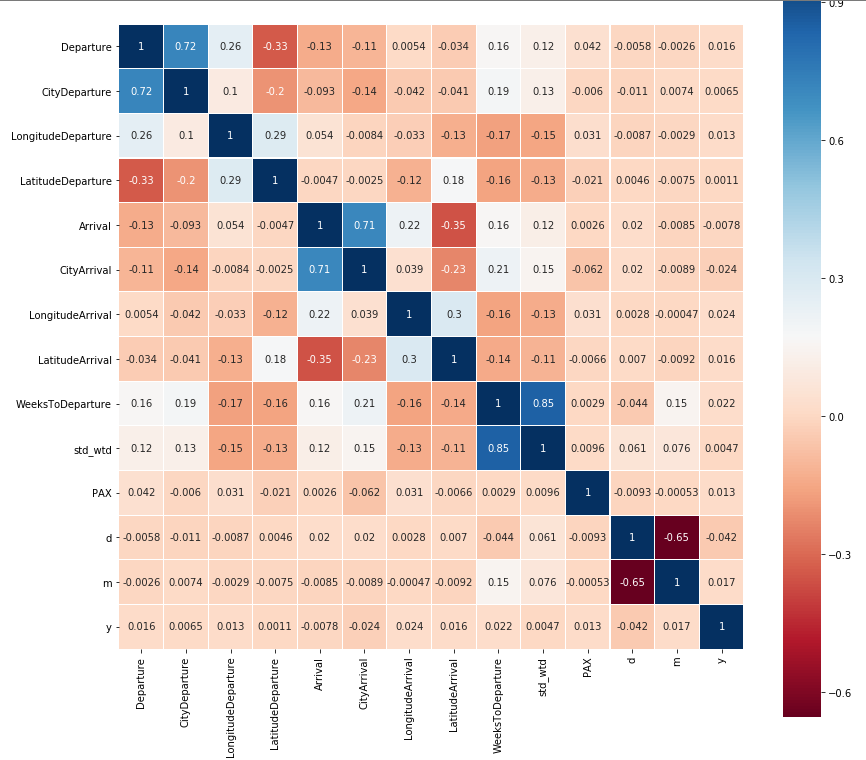 Departure 1 0.72 0.26 -0.33 -0.13 -0.11 0.0054 -0.034 0.16 0.12 0.042 -0.0058 -0.0026 0.016
CityDeparture 0.72 1 0.1 -0.2 -0.093 -0.14 -0.042 -0.041 0.19 0.13 -0.006 -0.011 0.0074 0.0065
LongitudeDeparture 0.26 0.1 1 0.29 0.054 -0.0084 -0.033 -0.13 -0.17 -0.15 0.031 -0.0087 -0.0029 0.013
LatitudeDeparture -0.33 -0.2 0.29 1 -0.0047 -0.0025 -0.12 0.18 -0.16 -0.13 -0.021 0.0046 -0.0075 0.0011
Arrival -0.13 -0.093 0.054 -0.0047 1 0.71 0.22 -0.35 0.16 0.12 0.0026 0.02 -0.0085 -0.0078
CityArrival -0.11 -0.14 -0.0084 -0.0025 0.71 1 0.039 -0.23 0.21 0.15 -0.062 0.02 -0.0089 -0.024
LongitudeArrival 0.0054 -0.042 -0.033 -0.12 0.22 0.039 1 0.3 -0.16 -0.13 0.031 0.0028 -0.00047 0.024
LatitudeArrival -0.034 -0.041 -0.13 0.18 -0.35 -0.23 0.3 1 -0.14 -0.11 -0.0066 0.007 -0.0092 0.016
WeeksToDeparture 0.16 0.19 -0.17 -0.16 0.16 0.21 -0.16 -0.14 1 0.85 0.0029 -0.044 0.15 0.022
std_wtd 0.12 0.13 -0.15 -0.13 0.12 0.15 -0.13 -0.11 0.85 1 0.0096 0.061 0.076 0.0047
PAX 0.042 -0.006 0.031 -0.021 0.0026 -0.062 0.031 -0.0066 0.0029 0.0096 1 -0.0093 -0.00053 0.013
d -0.0058 -0.011 -0.0087 0.0046 0.02 0.02 0.0028 0.007 -0.044 0.061 -0.0093 1 -0.65 -0.042
m -0.0026 0.0074 -0.0029 -0.0075 -0.0085 -0.0089 -0.00047 -0.0092 0.15 0.076 -0.00053 -0.65 1 0.017
y 0.016 0.0065 0.013 0.0011 -0.0078 -0.024 0.024 0.016 0.022 0.0047 0.013 -0.042 0.017 1
Departure
CityDeparture
LongitudeDeparture
LatitudeDeparture
Arrival
CityArrival
LongitudeArrival
LatitudeArrival
WeeksToDeparture
std_wtd
PAX
d
m
y
0.9
0.6
0.3
0.0
−0.3
−0.6